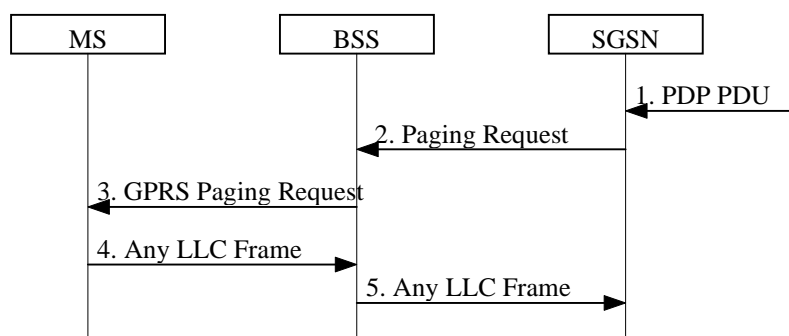 MS
BSS
SGSN
1. PDP PDU
2. Paging Request
3. GPRS Paging Request
4. Any LLC Frame
5. Any LLC Frame